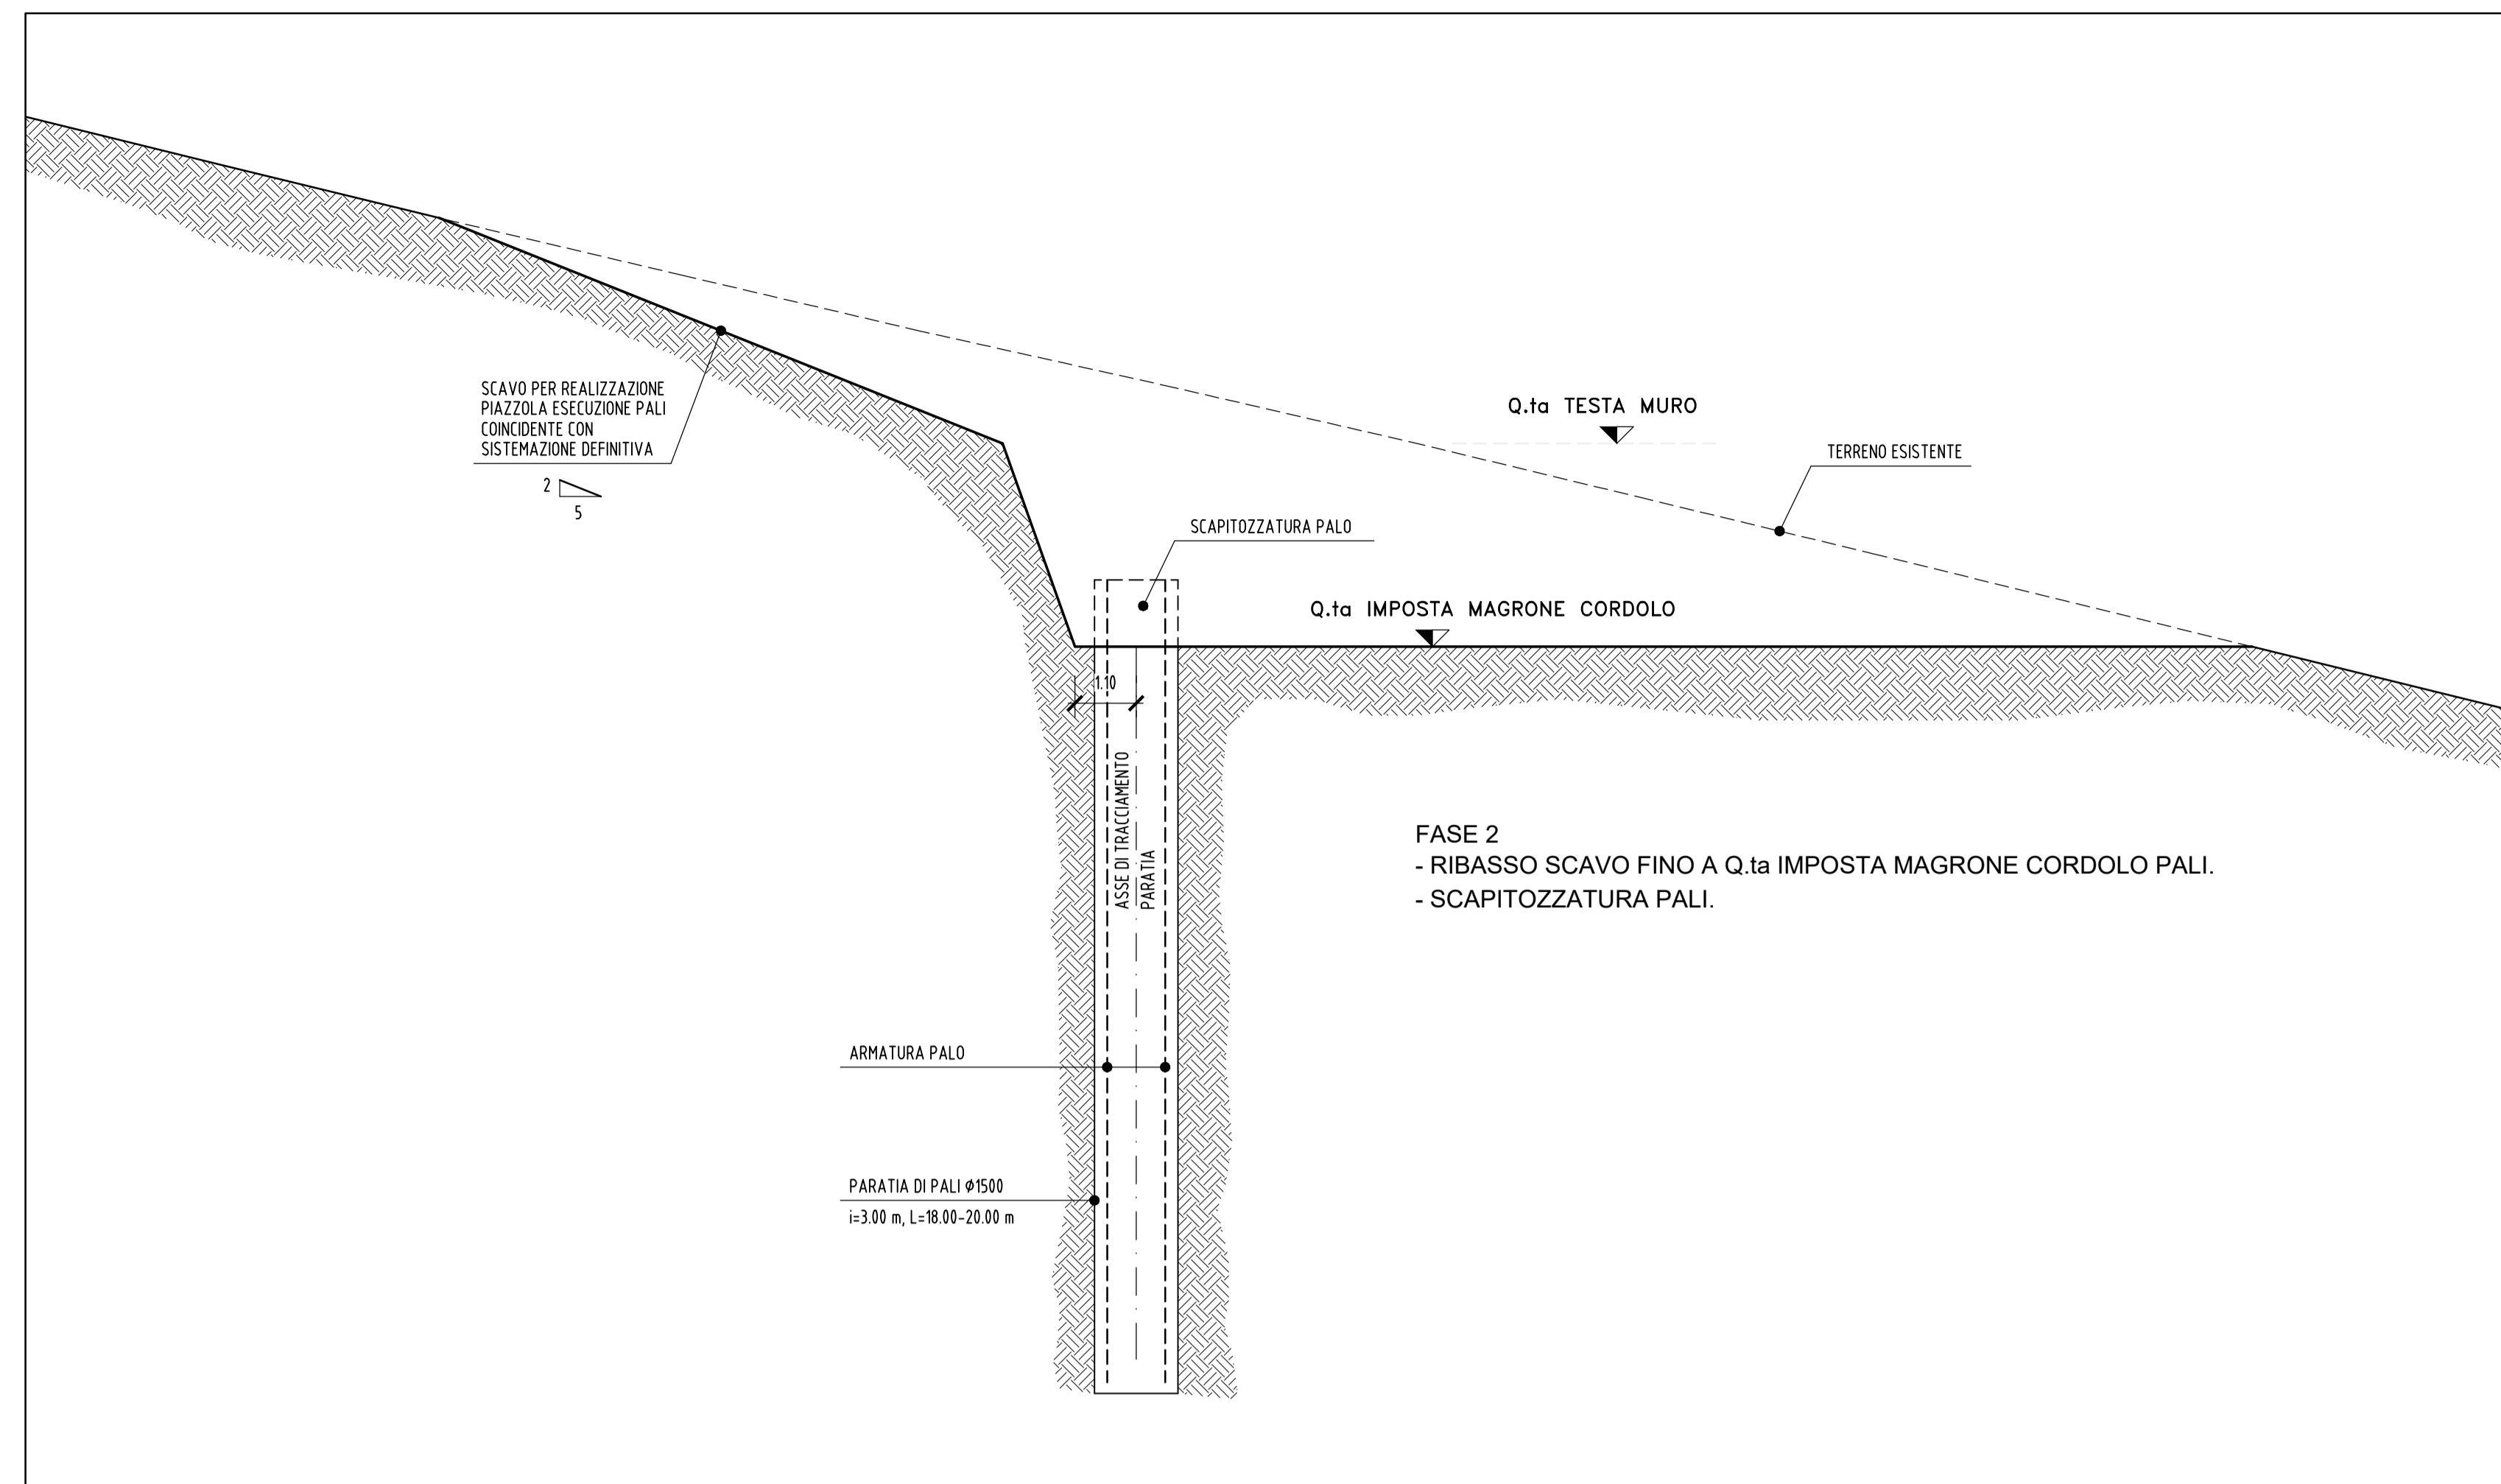 SCAVO PER REALIZZAZIONE
PIAZZOLA ESECUZIONE PALI
COINCIDENTE CON
SISTEMAZIONE DEFINITIVA
2
5
Q.ta TESTA MURO
TERRENO ESISTENTE
SCAPITOZZATURA PALO
Q.ta IMPOSTA MAGRONE CORDOLO
1.10
ASSE DI TRACCIAMENTO
PARATIA
FASE 2
- RIBASSO SCAVO FINO A Q.ta IMPOSTA MAGRONE CORDOLO PALI.
- SCAPITOZZATURA PALI.
ARMATURA PALO
PARATIA DI PALI Ø1500
i=3.00 m, L=18.00-20.00 m